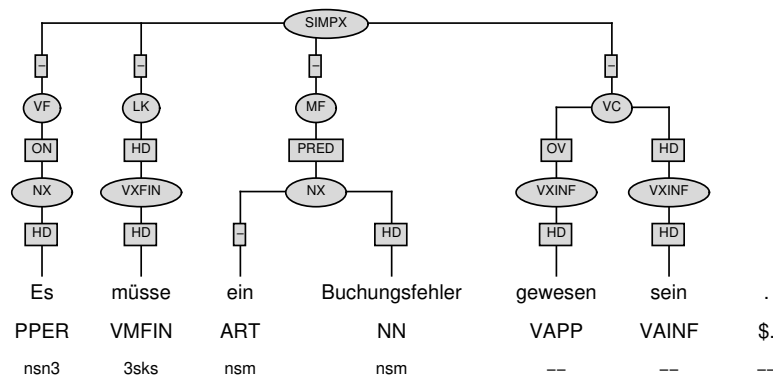 SIMPX
– – – –
VF LK MF VC
ON HD PRED OV HD
NX VXFIN NX VXINF VXINF
HD HD – HD HD HD
Es müsse ein Buchungsfehler gewesen sein .
PPER VMFIN ART NN VAPP VAINF $.
nsn3 3sks nsm nsm –– –– ––